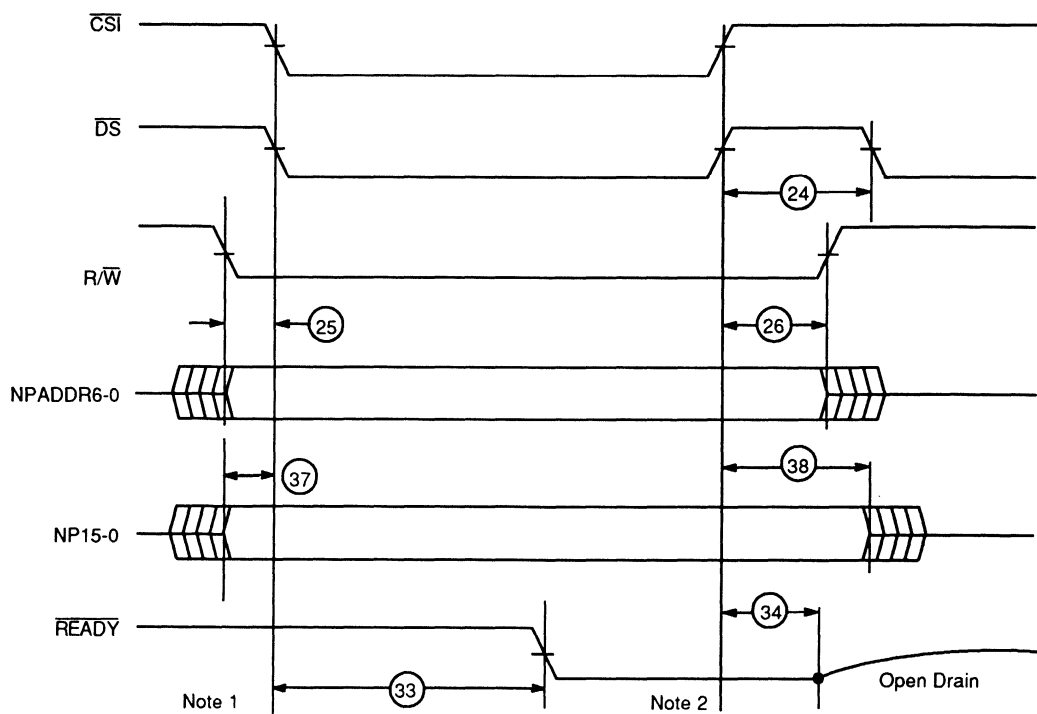 CSI
DS
24
R/W
25
26
NPADDR6-0
37
38
NP15-0
34
READY
Open Drain
33
Note 1
Note 2